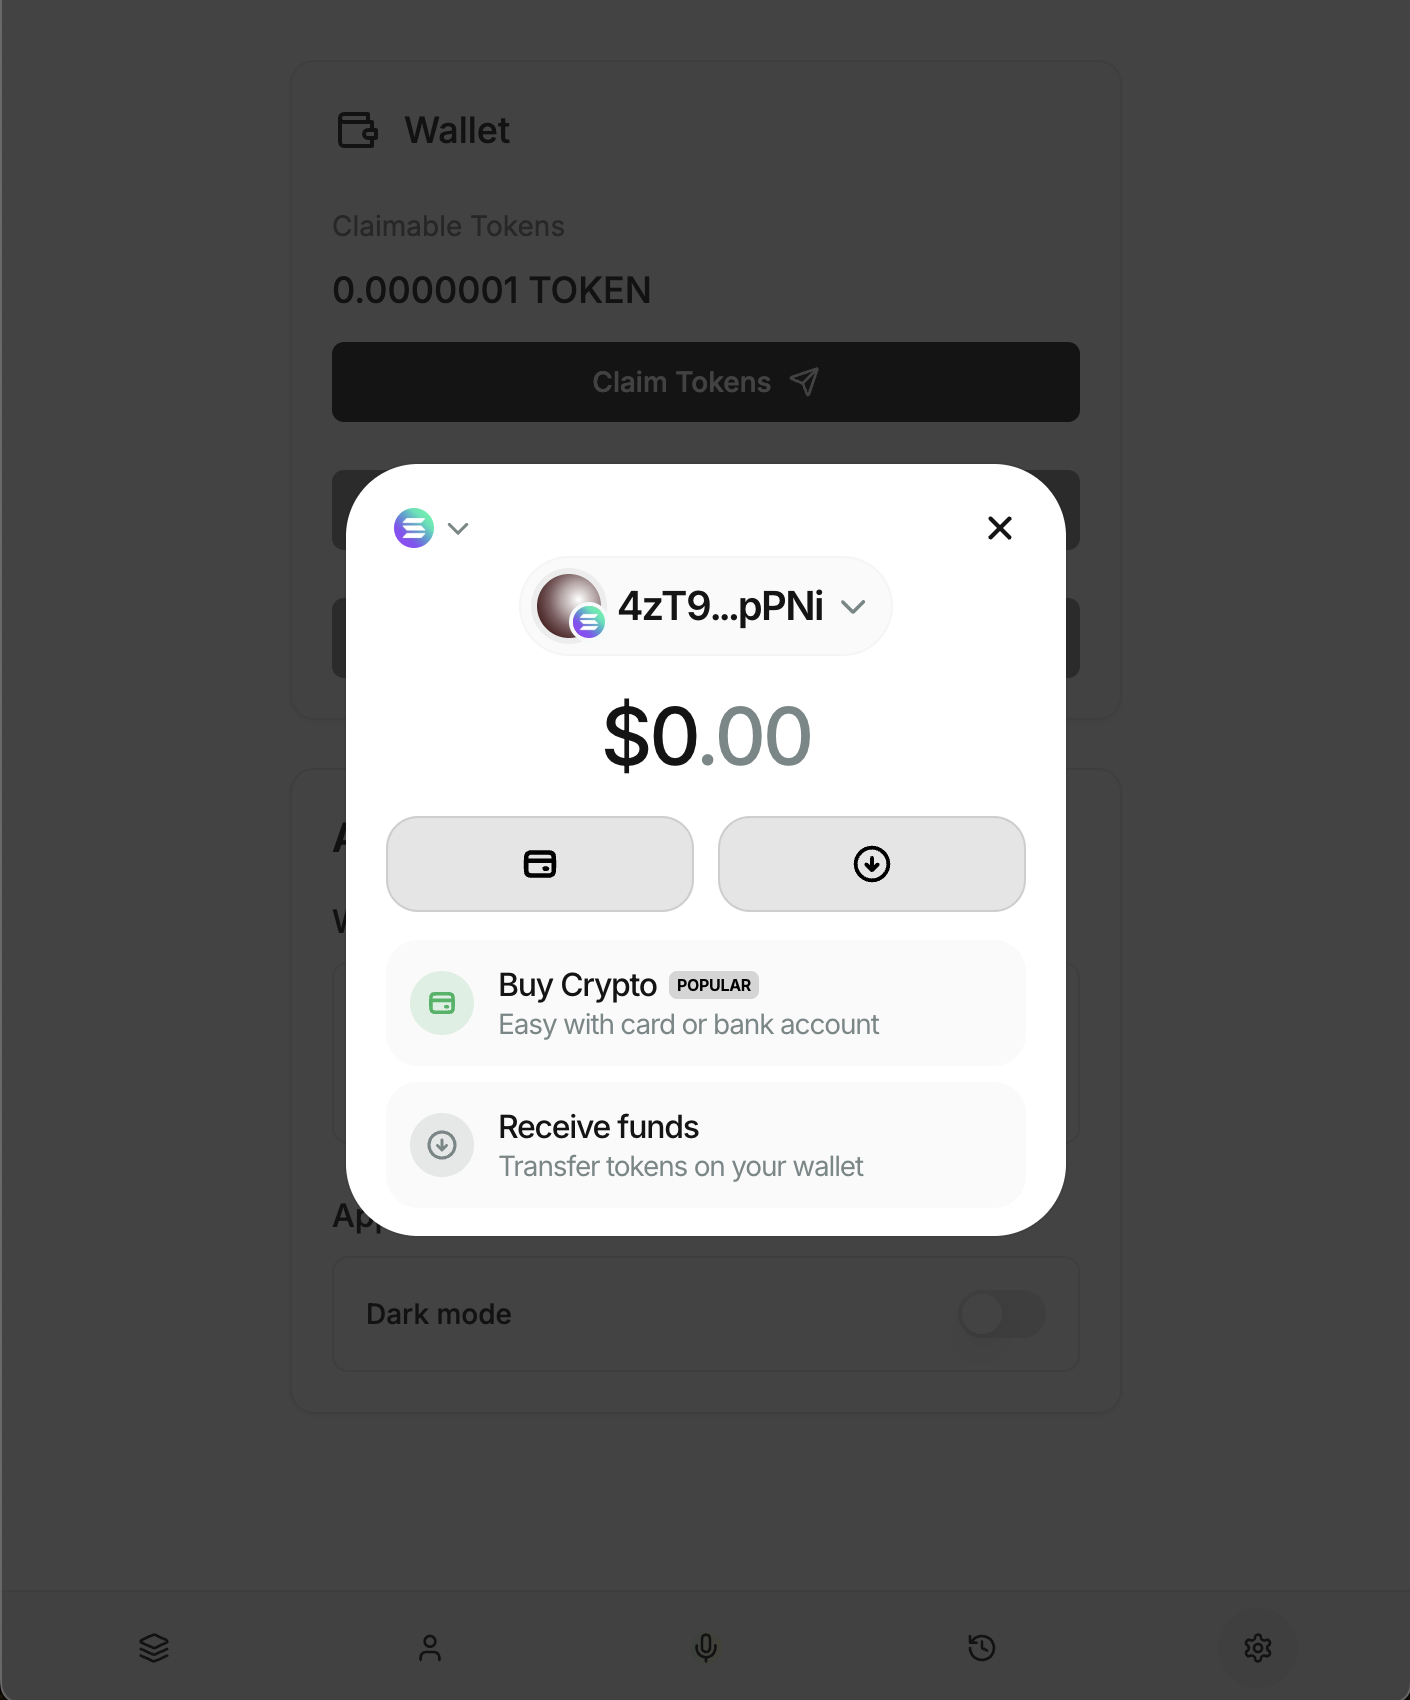 Wallet
Claimable Tokens
0.0000001 TOKEN
Claim Tokens
4zT9...pPNi
$0.00
Buy Crypto POPULAR
Easy with card or bank account
Receive funds
Transfer tokens on your wallet
Dark mode